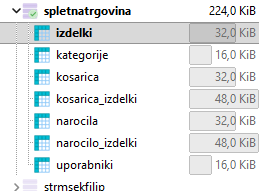 spletnatrgovina 224,0 KiB
izdelki 32,0 KiB
kategorije 16,0 KiB
kosarica 32,0 KiB
kosarica_izdelki 48,0 KiB
narocila 32,0 KiB
narocilo_izdelki 48,0 KiB
uporabniki 16,0 KiB
strmsekfilip